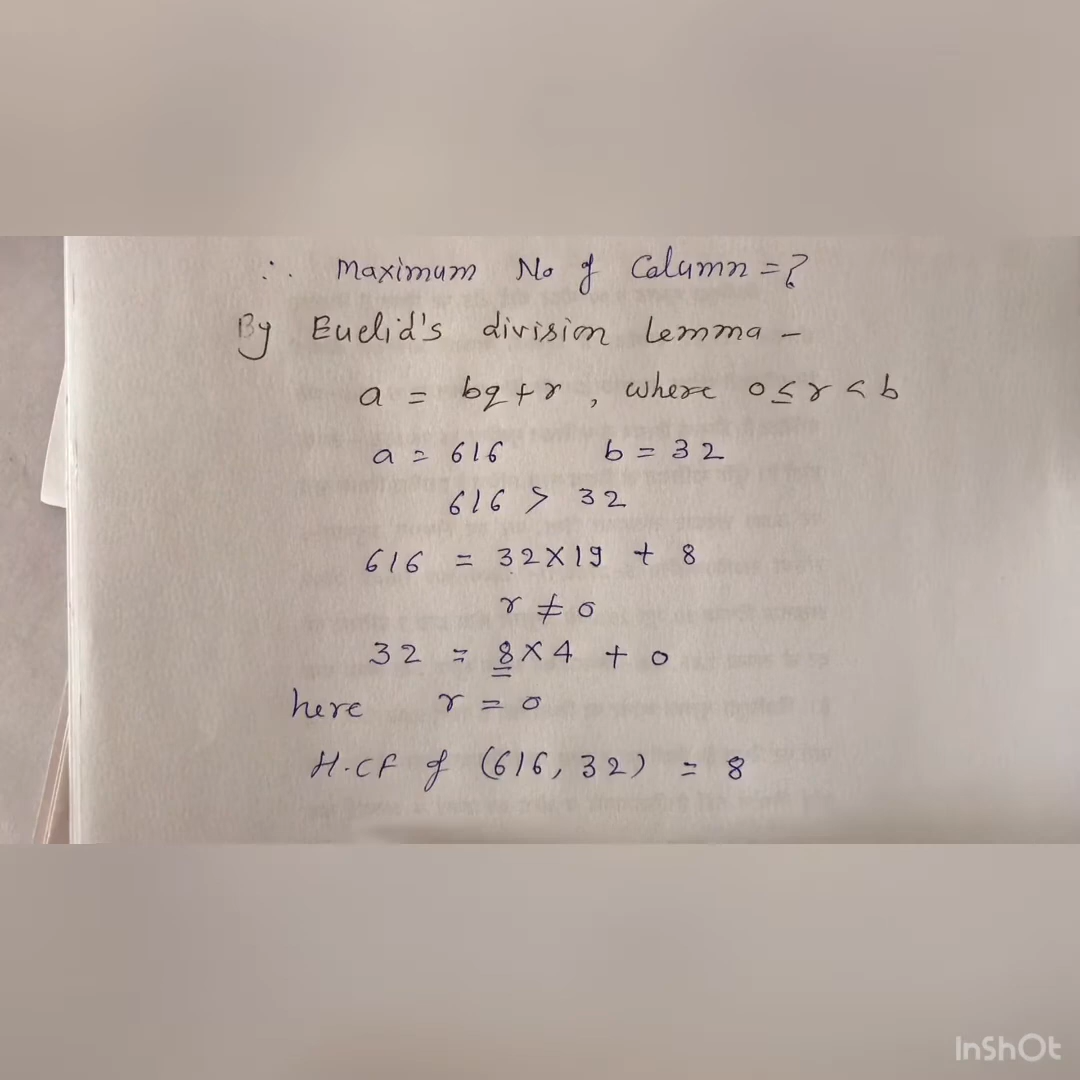 ∴ Maximum No of Calumn = ?
By Euclid's division lemma –
a = bq + r , where 0 ≤ r < b
a = 616 b = 32
616 > 32
616 = 32 × 19 + 8
r ≠ 0
32 = 8 × 4 + 0
here r = 0
H.CF of (616, 32) = 8
InShOt